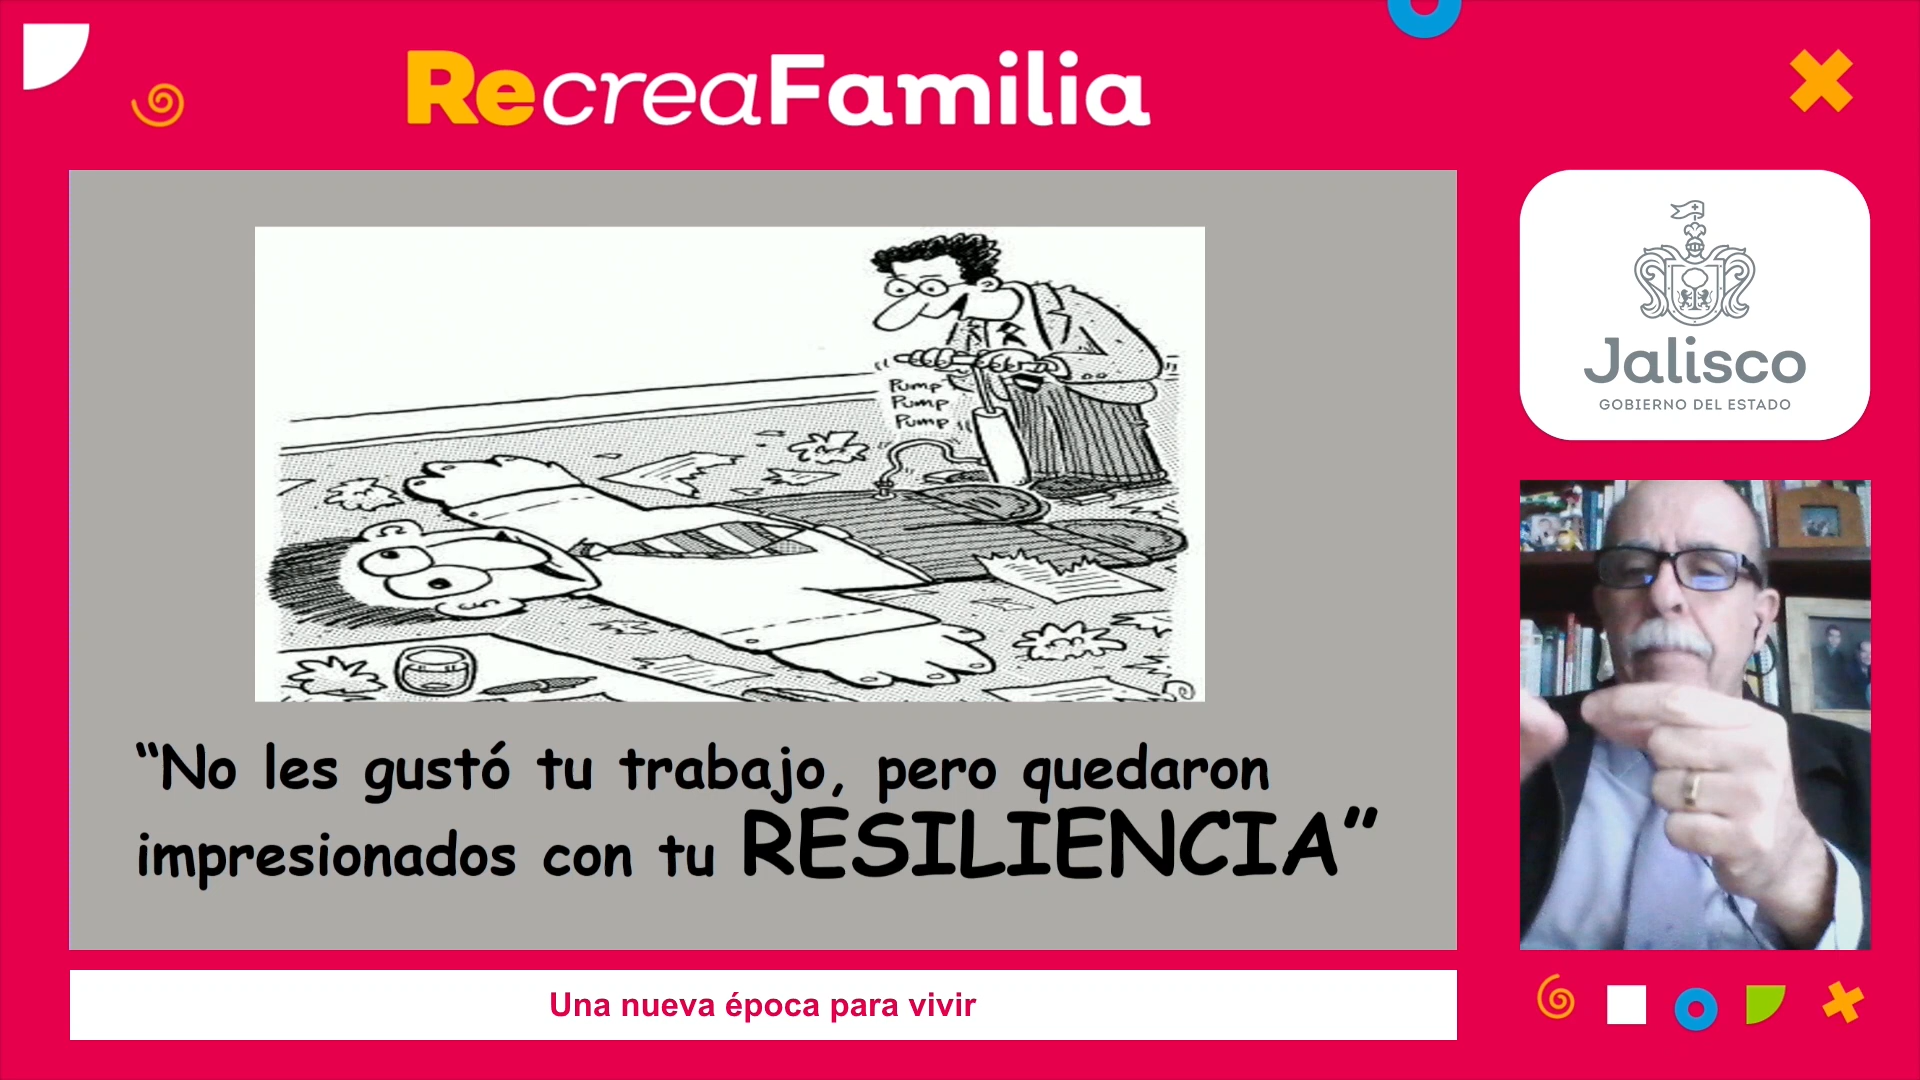 RecreaFamilia
Pump
Pump
Pump
“No les gustó tu trabajo, pero quedaron
impresionados con tu RESILIENCIA”
Jalisco
GOBIERNO DEL ESTADO
Una nueva época para vivir